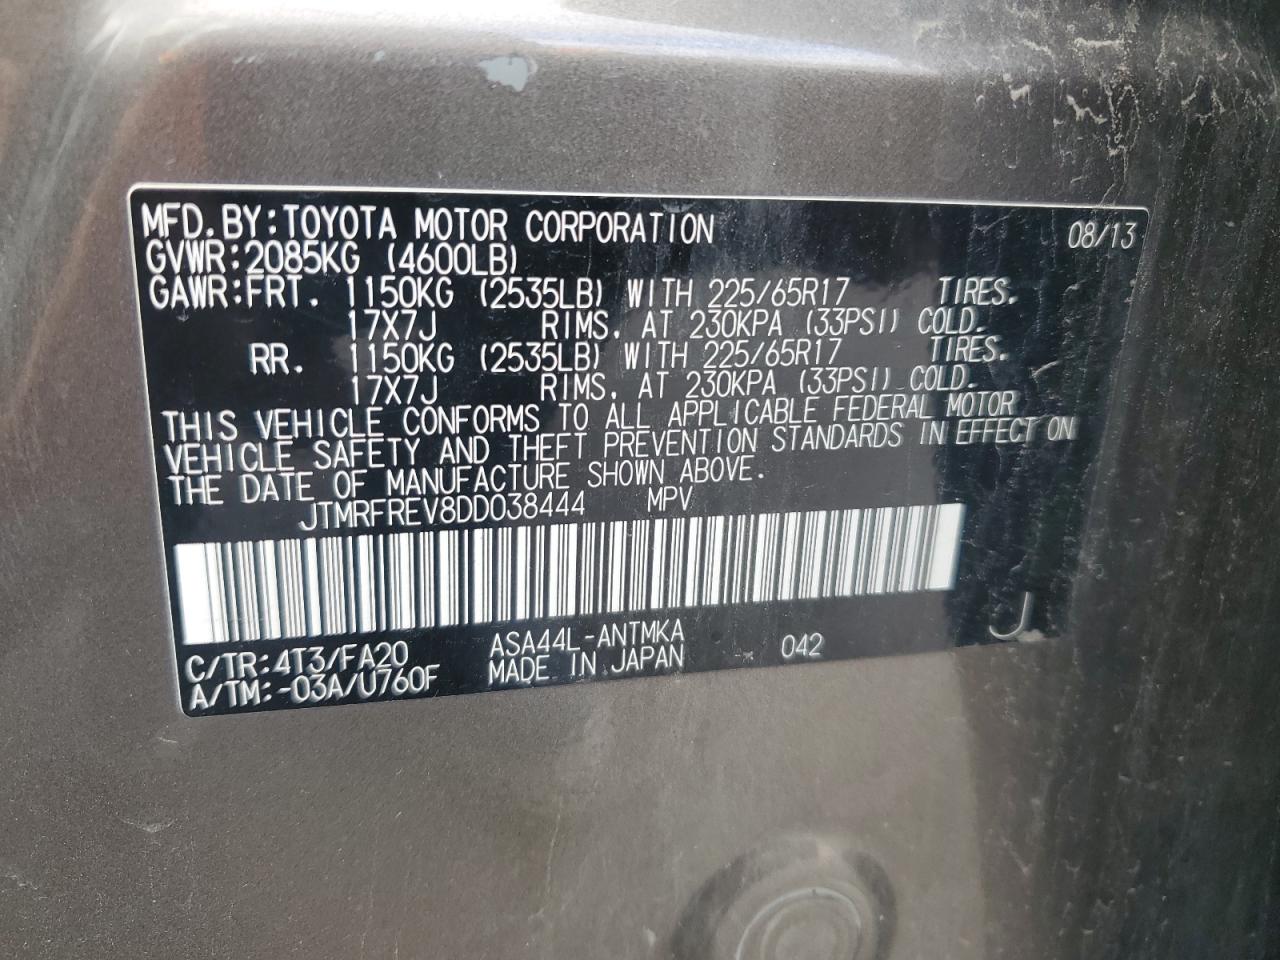 MFD.BY:TOYOTA MOTOR CORPORATION 08/13
GVWR:2085KG (4600LB)
GAWR:FRT. 1150KG (2535LB) WITH 225/65R17 TIRES.
17X7J RIMS. AT 230KPA (33PSI) COLD.
RR. 1150KG (2535LB) WITH 225/65R17 TIRES.
17X7J RIMS. AT 230KPA (33PSI) COLD.
THIS VEHICLE CONFORMS TO ALL APPLICABLE FEDERAL MOTOR
VEHICLE SAFETY AND THEFT PREVENTION STANDARDS IN EFFECT ON
THE DATE OF MANUFACTURE SHOWN ABOVE.
JTMRFREV8DD038444 MPV
C/TR:4T3/FA20 ASA44L-ANTMKA 042 J
A/TM:-03A/U760F MADE IN JAPAN